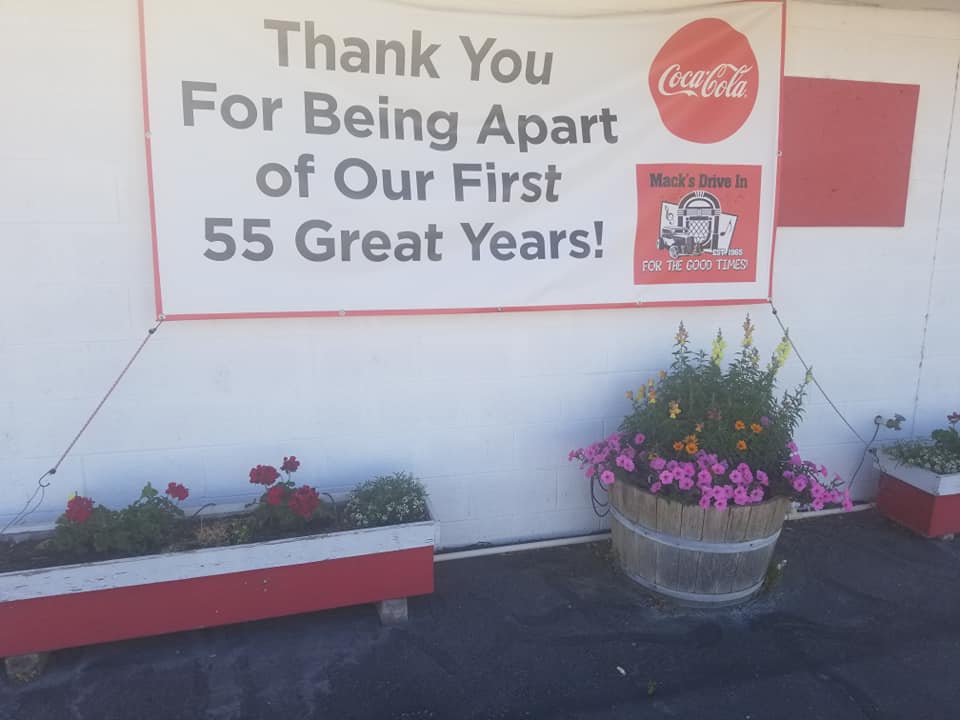 Thank You
For Being Apart
of Our First
55 Great Years!
Coca-Cola
Mack's Drive In
EST. 1965
FOR THE GOOD TIMES!